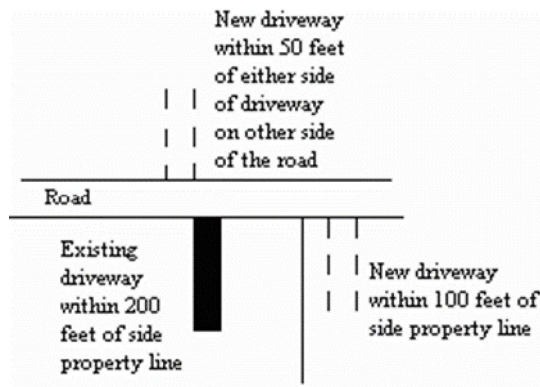 New driveway
within 50 feet
of either side
of driveway
on other side
of the road
Road
Existing
driveway
within 200
feet of side
property line
New driveway
within 100 feet of
side property line